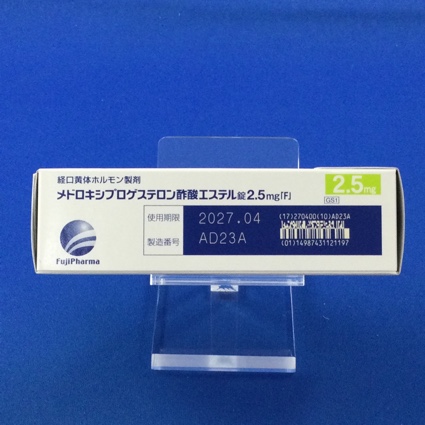 経口黄体ホルモン製剤
メドロキシプロゲステロン酢酸エステル錠2.5mg「F」
2.5mg
GS1
使用期限 2027.04
製造番号 AD23A
(17)270400(10)AD23A
(01)14987431121197
FujiPharma